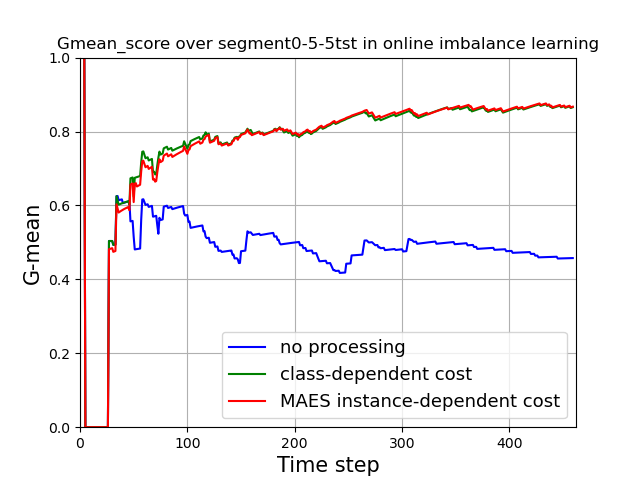 Gmean_score over segment0-5-5tst in online imbalance learning
1.0
0.8
0.6
0.4
0.2
0.0
G-mean
no processing
class-dependent cost
MAES instance-dependent cost
0 100 200 300 400
Time step